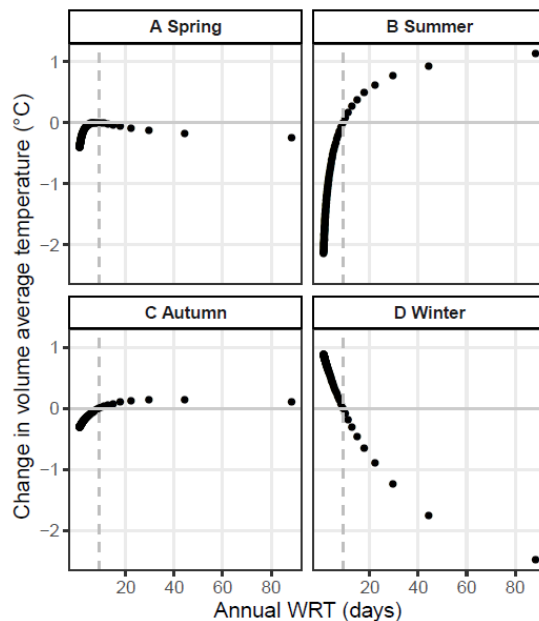 A Spring
B Summer
1
0
−1
−2
C Autumn
D Winter
1
0
−1
−2
20 40 60 80
20 40 60 80
Change in volume average temperature (°C)
Annual WRT (days)